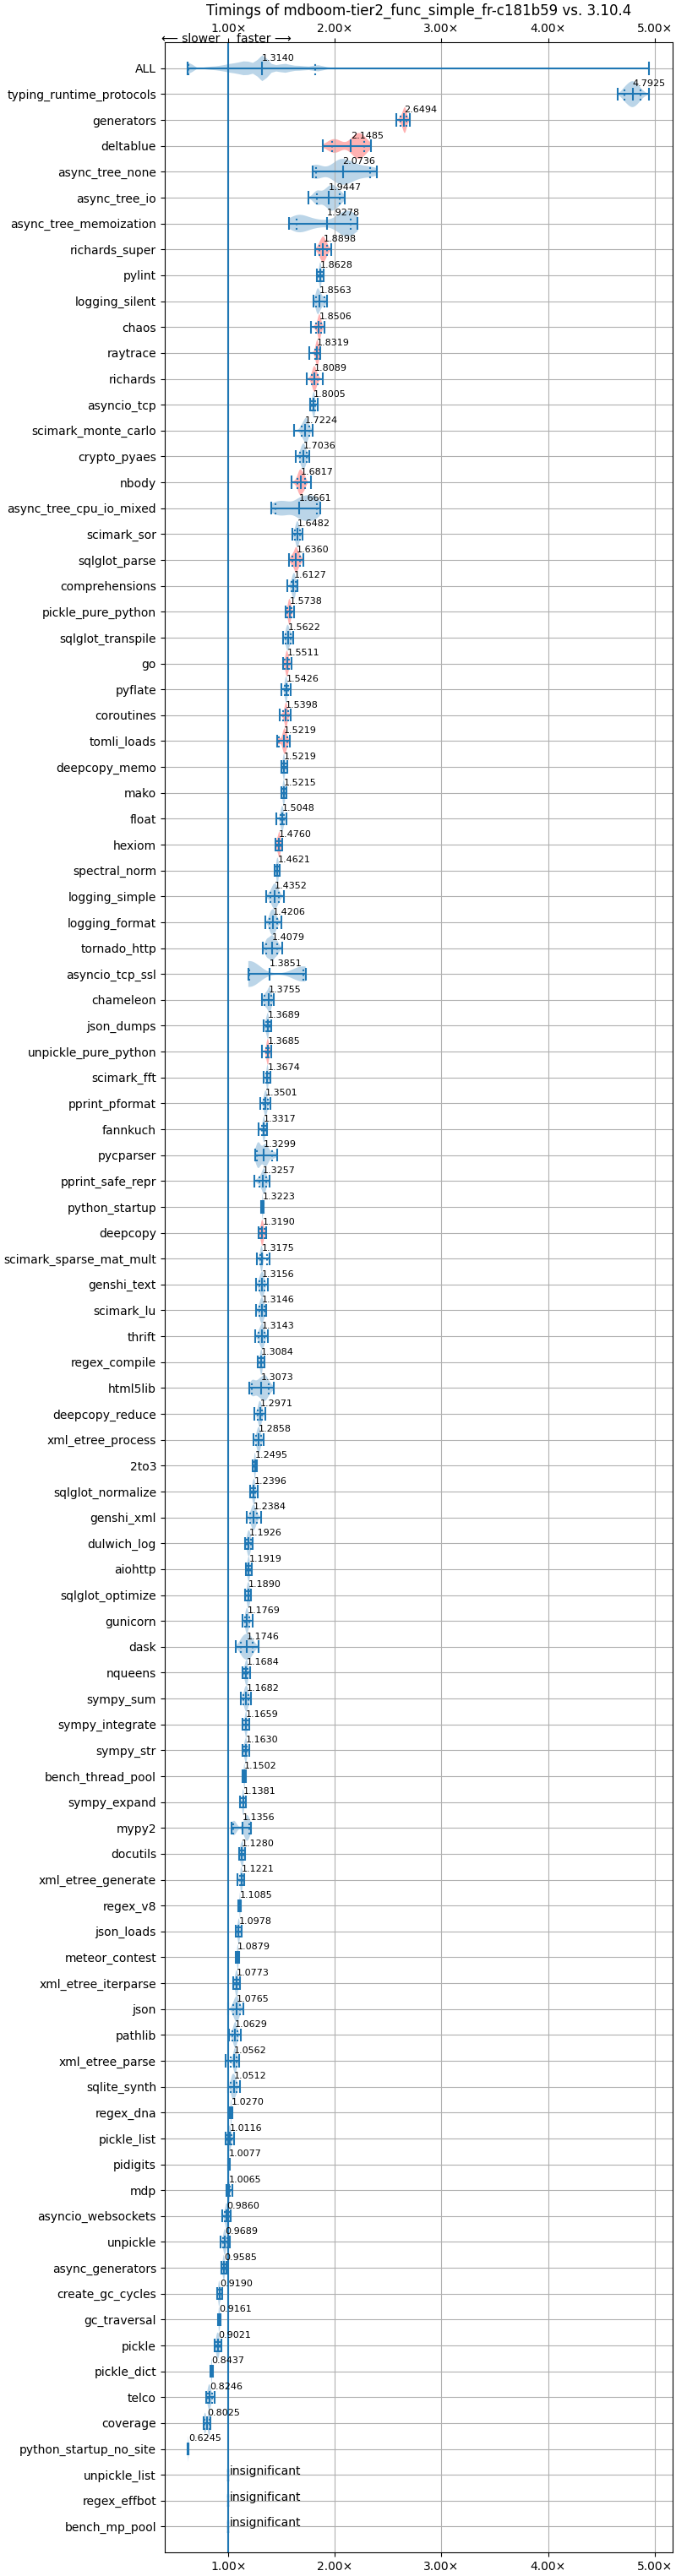 Timings of mdboom-tier2_func_simple_fr-c181b59 vs. 3.10.4
1.00× 2.00× 3.00× 4.00× 5.00×
⟵ slower faster ⟶
ALL 1.3140
typing_runtime_protocols 4.7925
generators 2.6494
deltablue 2.1485
async_tree_none 2.0736
async_tree_io 1.9447
async_tree_memoization 1.9278
richards_super 1.8898
pylint 1.8628
logging_silent 1.8563
chaos 1.8506
raytrace 1.8319
richards 1.8089
asyncio_tcp 1.8005
scimark_monte_carlo 1.7224
crypto_pyaes 1.7036
nbody 1.6817
async_tree_cpu_io_mixed 1.6661
scimark_sor 1.6482
sqlglot_parse 1.6360
comprehensions 1.6127
pickle_pure_python 1.5738
sqlglot_transpile 1.5622
go 1.5511
pyflate 1.5426
coroutines 1.5398
tomli_loads 1.5219
deepcopy_memo 1.5219
mako 1.5215
float 1.5048
hexiom 1.4760
spectral_norm 1.4621
logging_simple 1.4352
logging_format 1.4206
tornado_http 1.4079
asyncio_tcp_ssl 1.3851
chameleon 1.3755
json_dumps 1.3689
unpickle_pure_python 1.3685
scimark_fft 1.3674
pprint_pformat 1.3501
fannkuch 1.3317
pycparser 1.3299
pprint_safe_repr 1.3257
python_startup 1.3223
deepcopy 1.3190
scimark_sparse_mat_mult 1.3175
genshi_text 1.3156
scimark_lu 1.3146
thrift 1.3143
regex_compile 1.3084
html5lib 1.3073
deepcopy_reduce 1.2971
xml_etree_process 1.2858
2to3 1.2495
sqlglot_normalize 1.2396
genshi_xml 1.2384
dulwich_log 1.1926
aiohttp 1.1919
sqlglot_optimize 1.1890
gunicorn 1.1769
dask 1.1746
nqueens 1.1684
sympy_sum 1.1682
sympy_integrate 1.1659
sympy_str 1.1630
bench_thread_pool 1.1502
sympy_expand 1.1381
mypy2 1.1356
docutils 1.1280
xml_etree_generate 1.1221
regex_v8 1.1085
json_loads 1.0978
meteor_contest 1.0879
xml_etree_iterparse 1.0773
json 1.0765
pathlib 1.0629
xml_etree_parse 1.0562
sqlite_synth 1.0512
regex_dna 1.0270
pickle_list 1.0116
pidigits 1.0077
mdp 1.0065
asyncio_websockets 0.9860
unpickle 0.9689
async_generators 0.9585
create_gc_cycles 0.9190
gc_traversal 0.9161
pickle 0.9021
pickle_dict 0.8437
telco 0.8246
coverage 0.8025
python_startup_no_site 0.6245
unpickle_list insignificant
regex_effbot insignificant
bench_mp_pool insignificant
1.00× 2.00× 3.00× 4.00× 5.00×